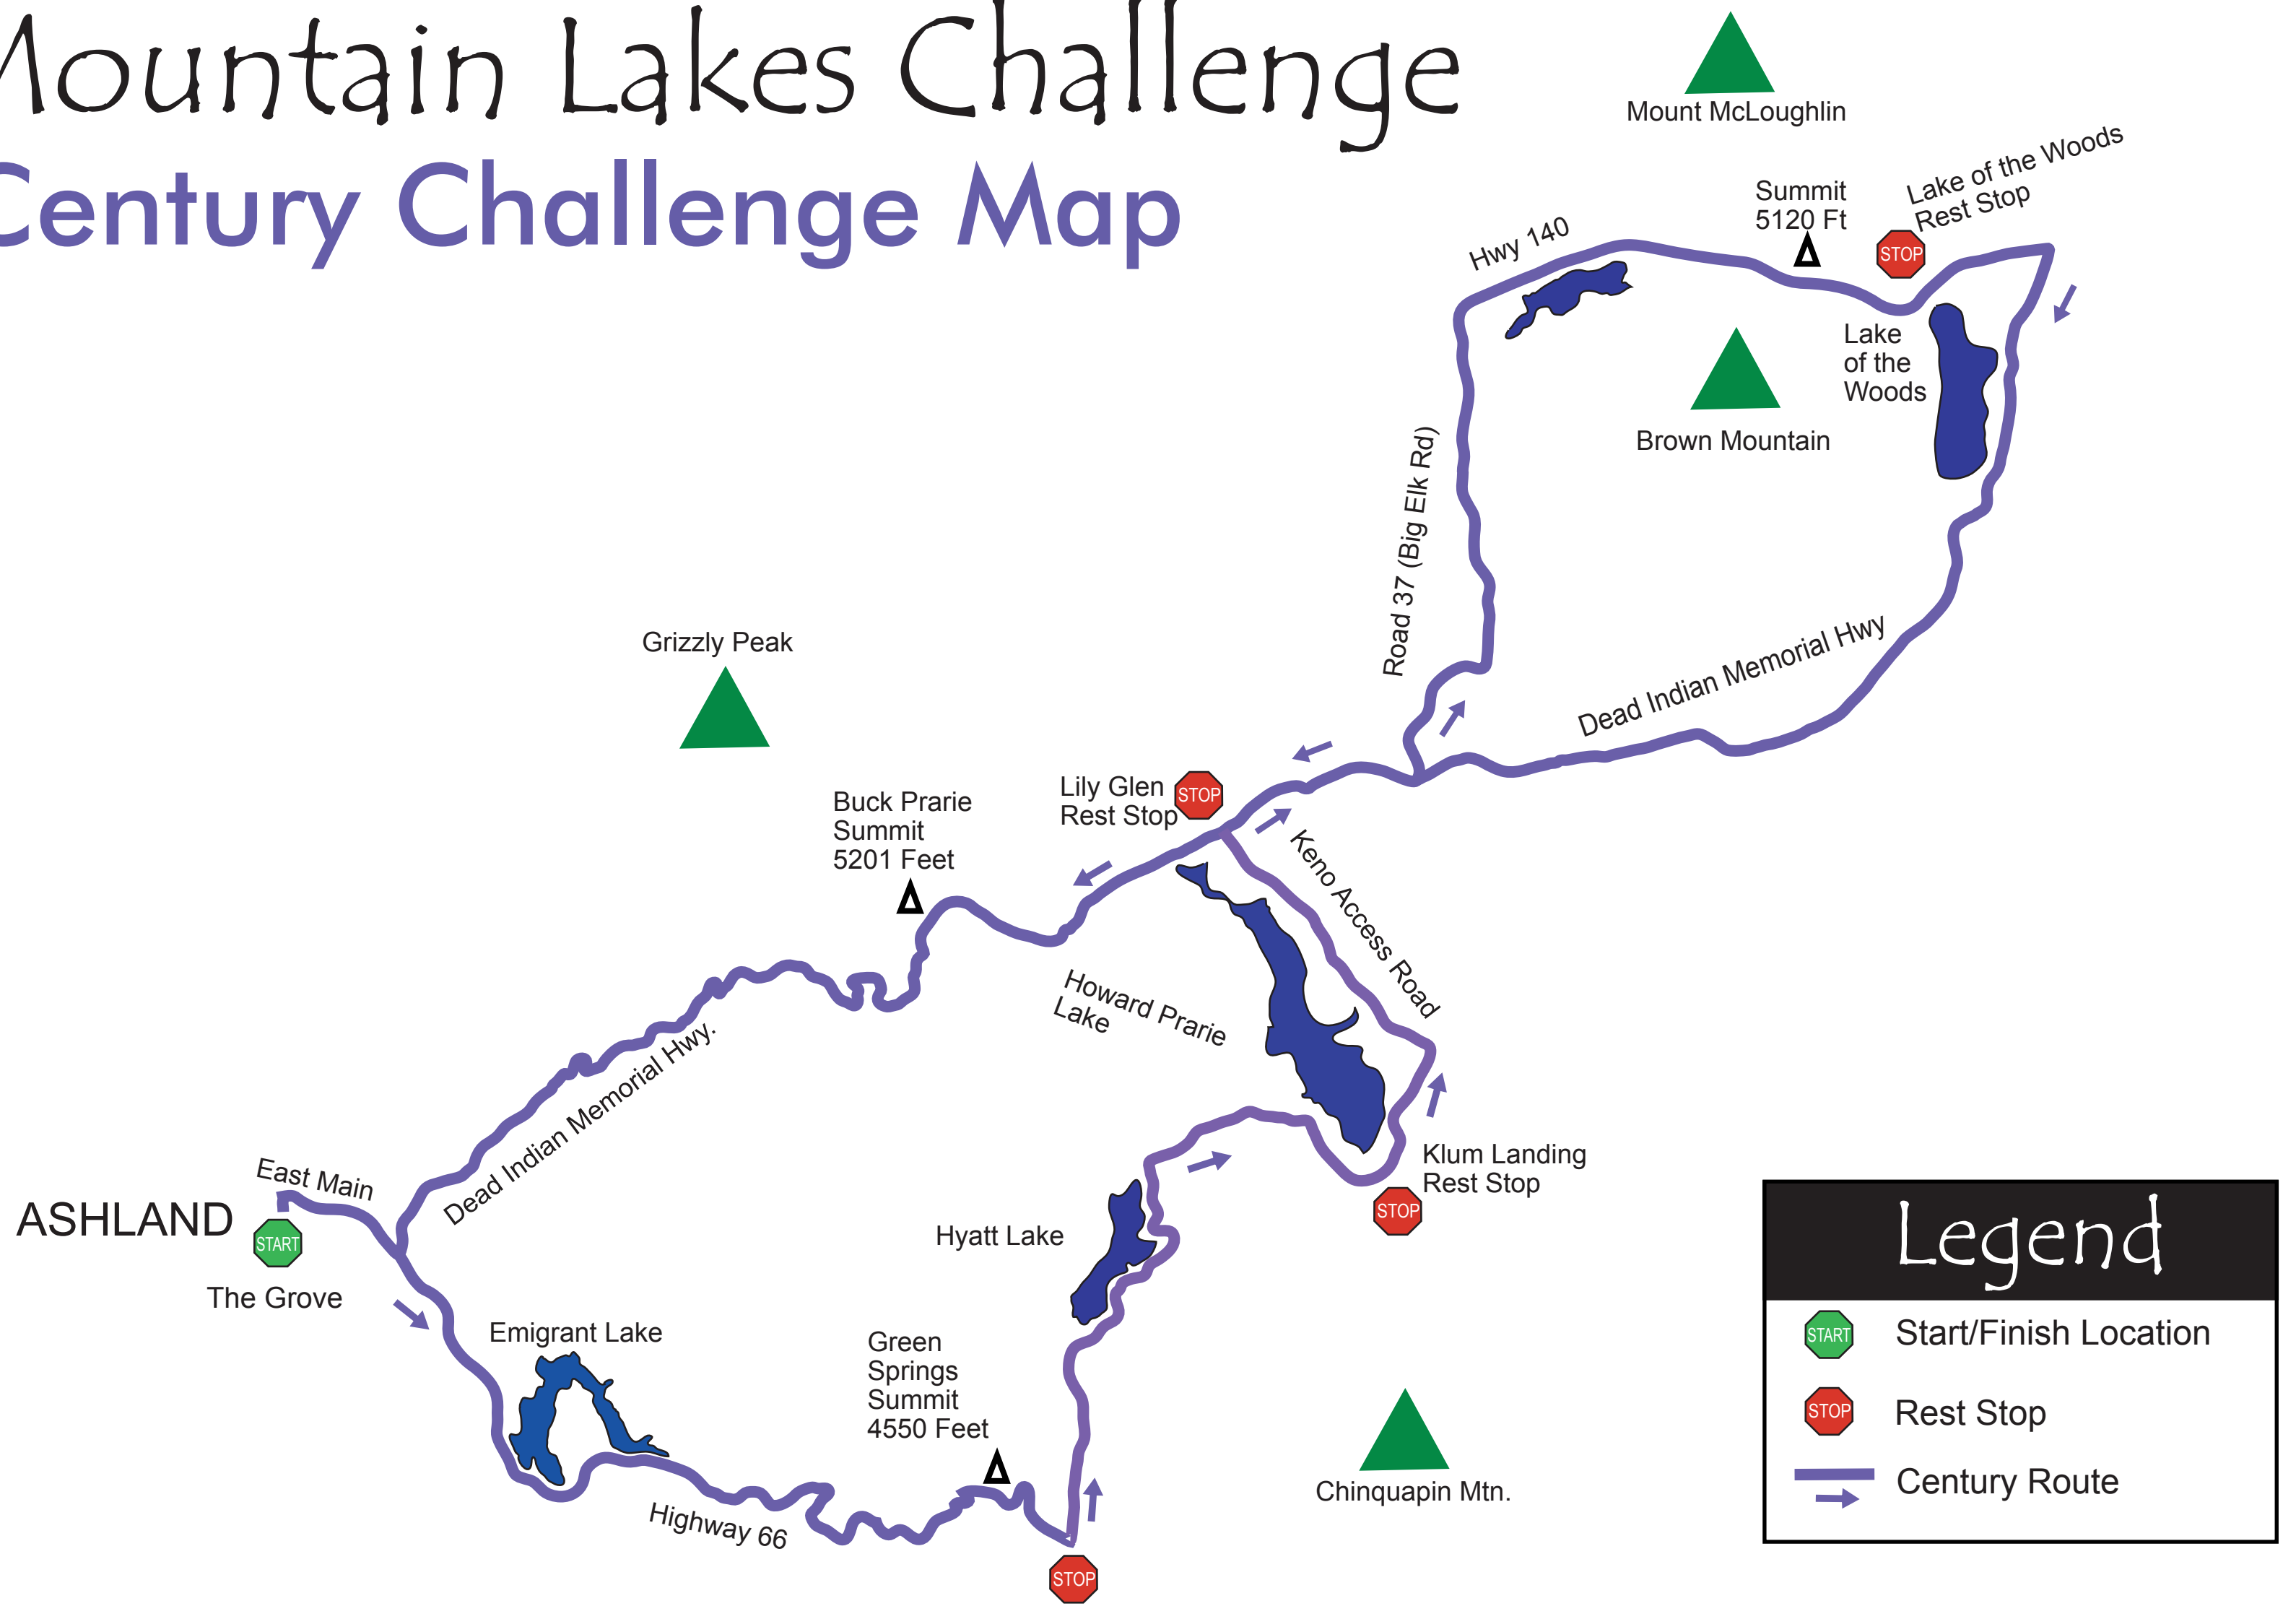 Mountain Lakes Challenge
Century Challenge Map
Mount McLoughlin
Lake of the Woods
Rest Stop
Summit
5120 Ft
STOP
Hwy 140
Lake
of the
Woods
Brown Mountain
Road 37 (Big Elk Rd)
Dead Indian Memorial Hwy
Grizzly Peak
Lily Glen
Rest Stop
STOP
Buck Prarie
Summit
5201 Feet
Keno Access Road
Howard Prarie
Lake
Dead Indian Memorial Hwy.
East Main
ASHLAND
START
The Grove
Klum Landing
Rest Stop
STOP
Hyatt Lake
Emigrant Lake
Green
Springs
Summit
4550 Feet
Highway 66
STOP
Chinquapin Mtn.
Legend
START
Start/Finish Location
STOP
Rest Stop
Century Route